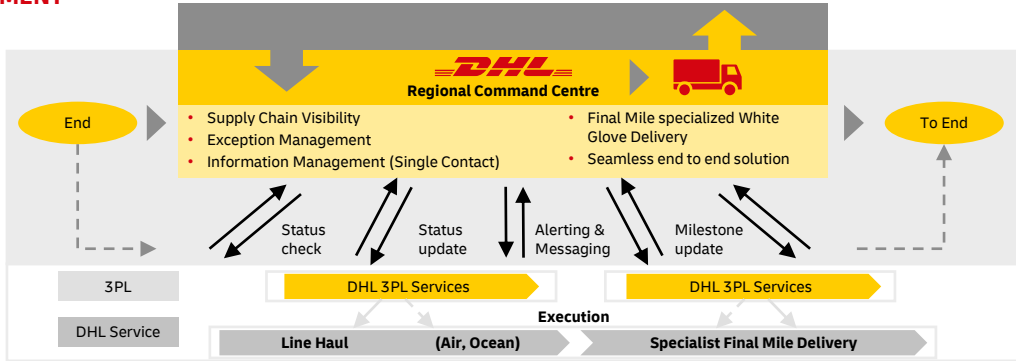 DHL
Regional Command Centre
End
• Supply Chain Visibility
• Exception Management
• Information Management (Single Contact)
• Final Mile specialized White
Glove Delivery
• Seamless end to end solution
To End
Status
check
Status
update
Alerting &
Messaging
Milestone
update
3PL
DHL 3PL Services
DHL 3PL Services
Execution
DHL Service
Line Haul
(Air, Ocean)
Specialist Final Mile Delivery